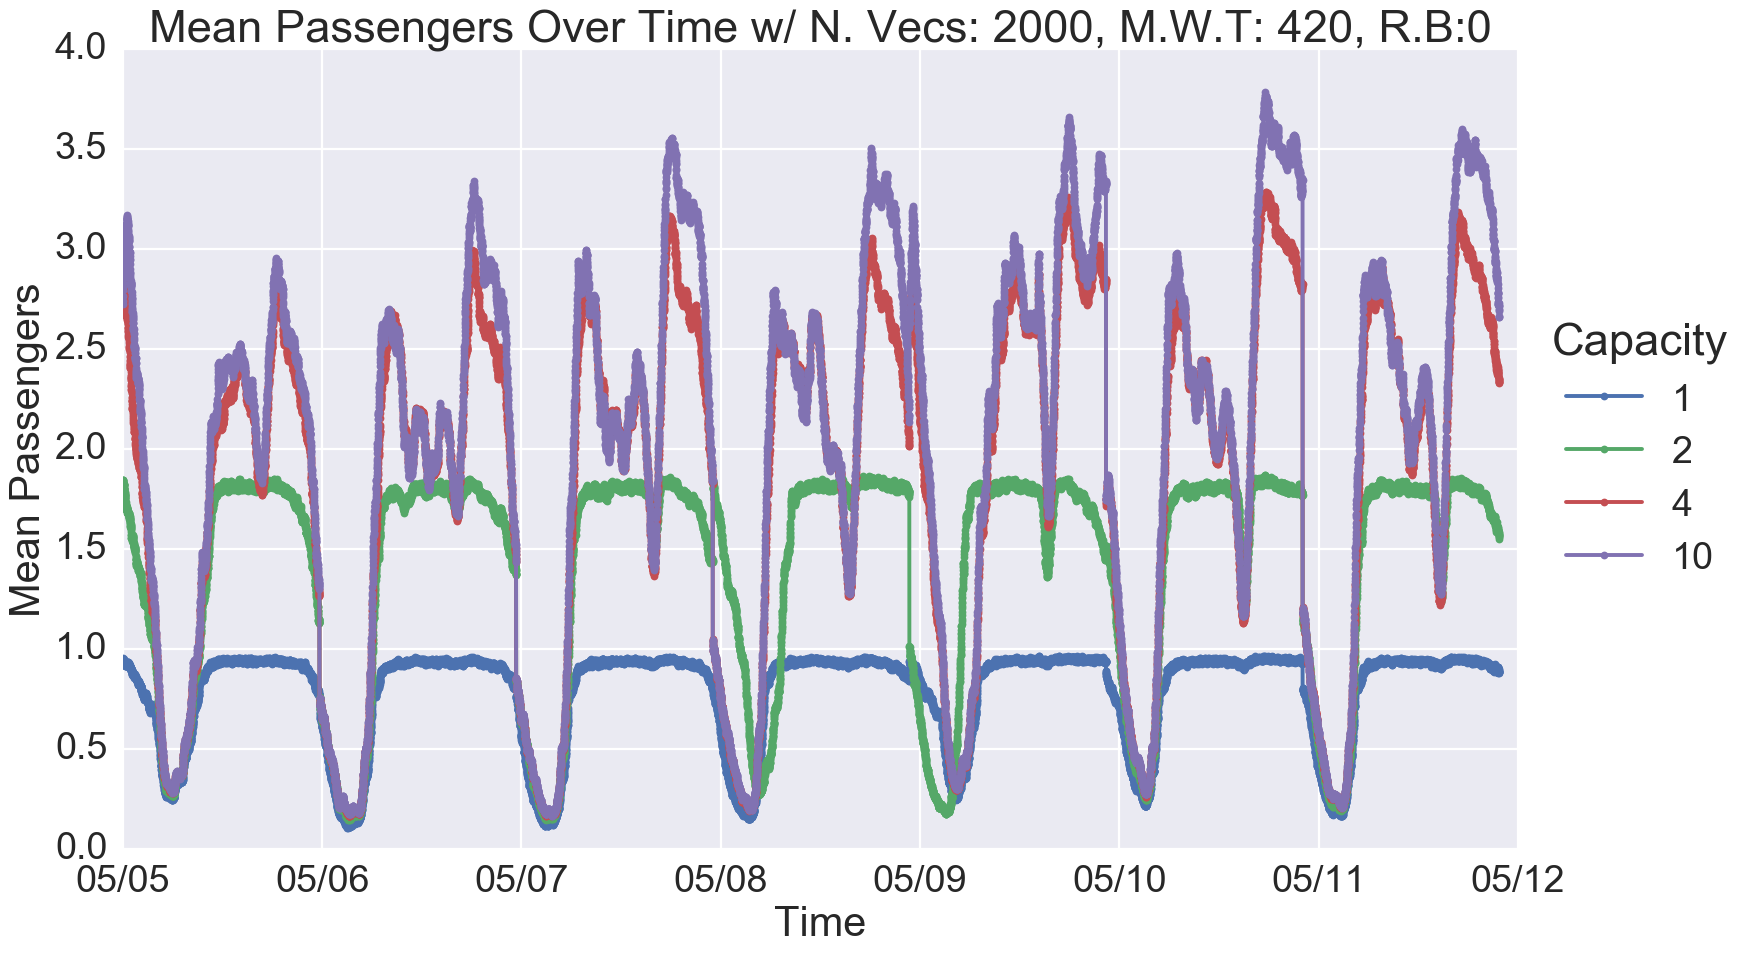 Mean Passengers Over Time w/ N. Vecs: 2000, M.W.T: 420, R.B:0
4.0
3.5
3.0
2.5
2.0
1.5
1.0
0.5
0.0
Mean Passengers
05/05 05/06 05/07 05/08 05/09 05/10 05/11 05/12
Time
Capacity
1
2
4
10